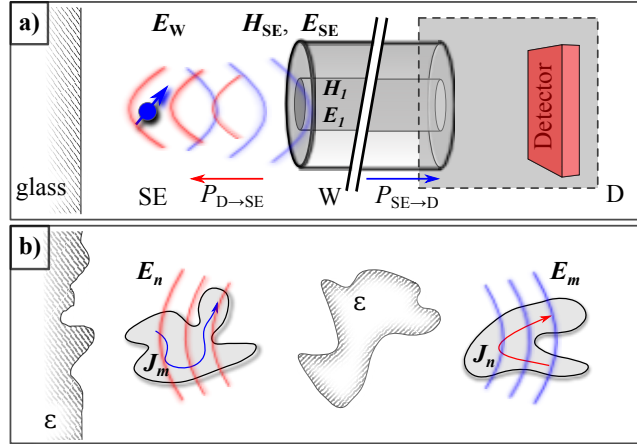 a)
E_W
H_SE, E_SE
H_1
E_1
Detector
glass
SE
P_D→SE
W
P_SE→D
D
b)
E_n
E_m
ε
J_m
J_n
ε